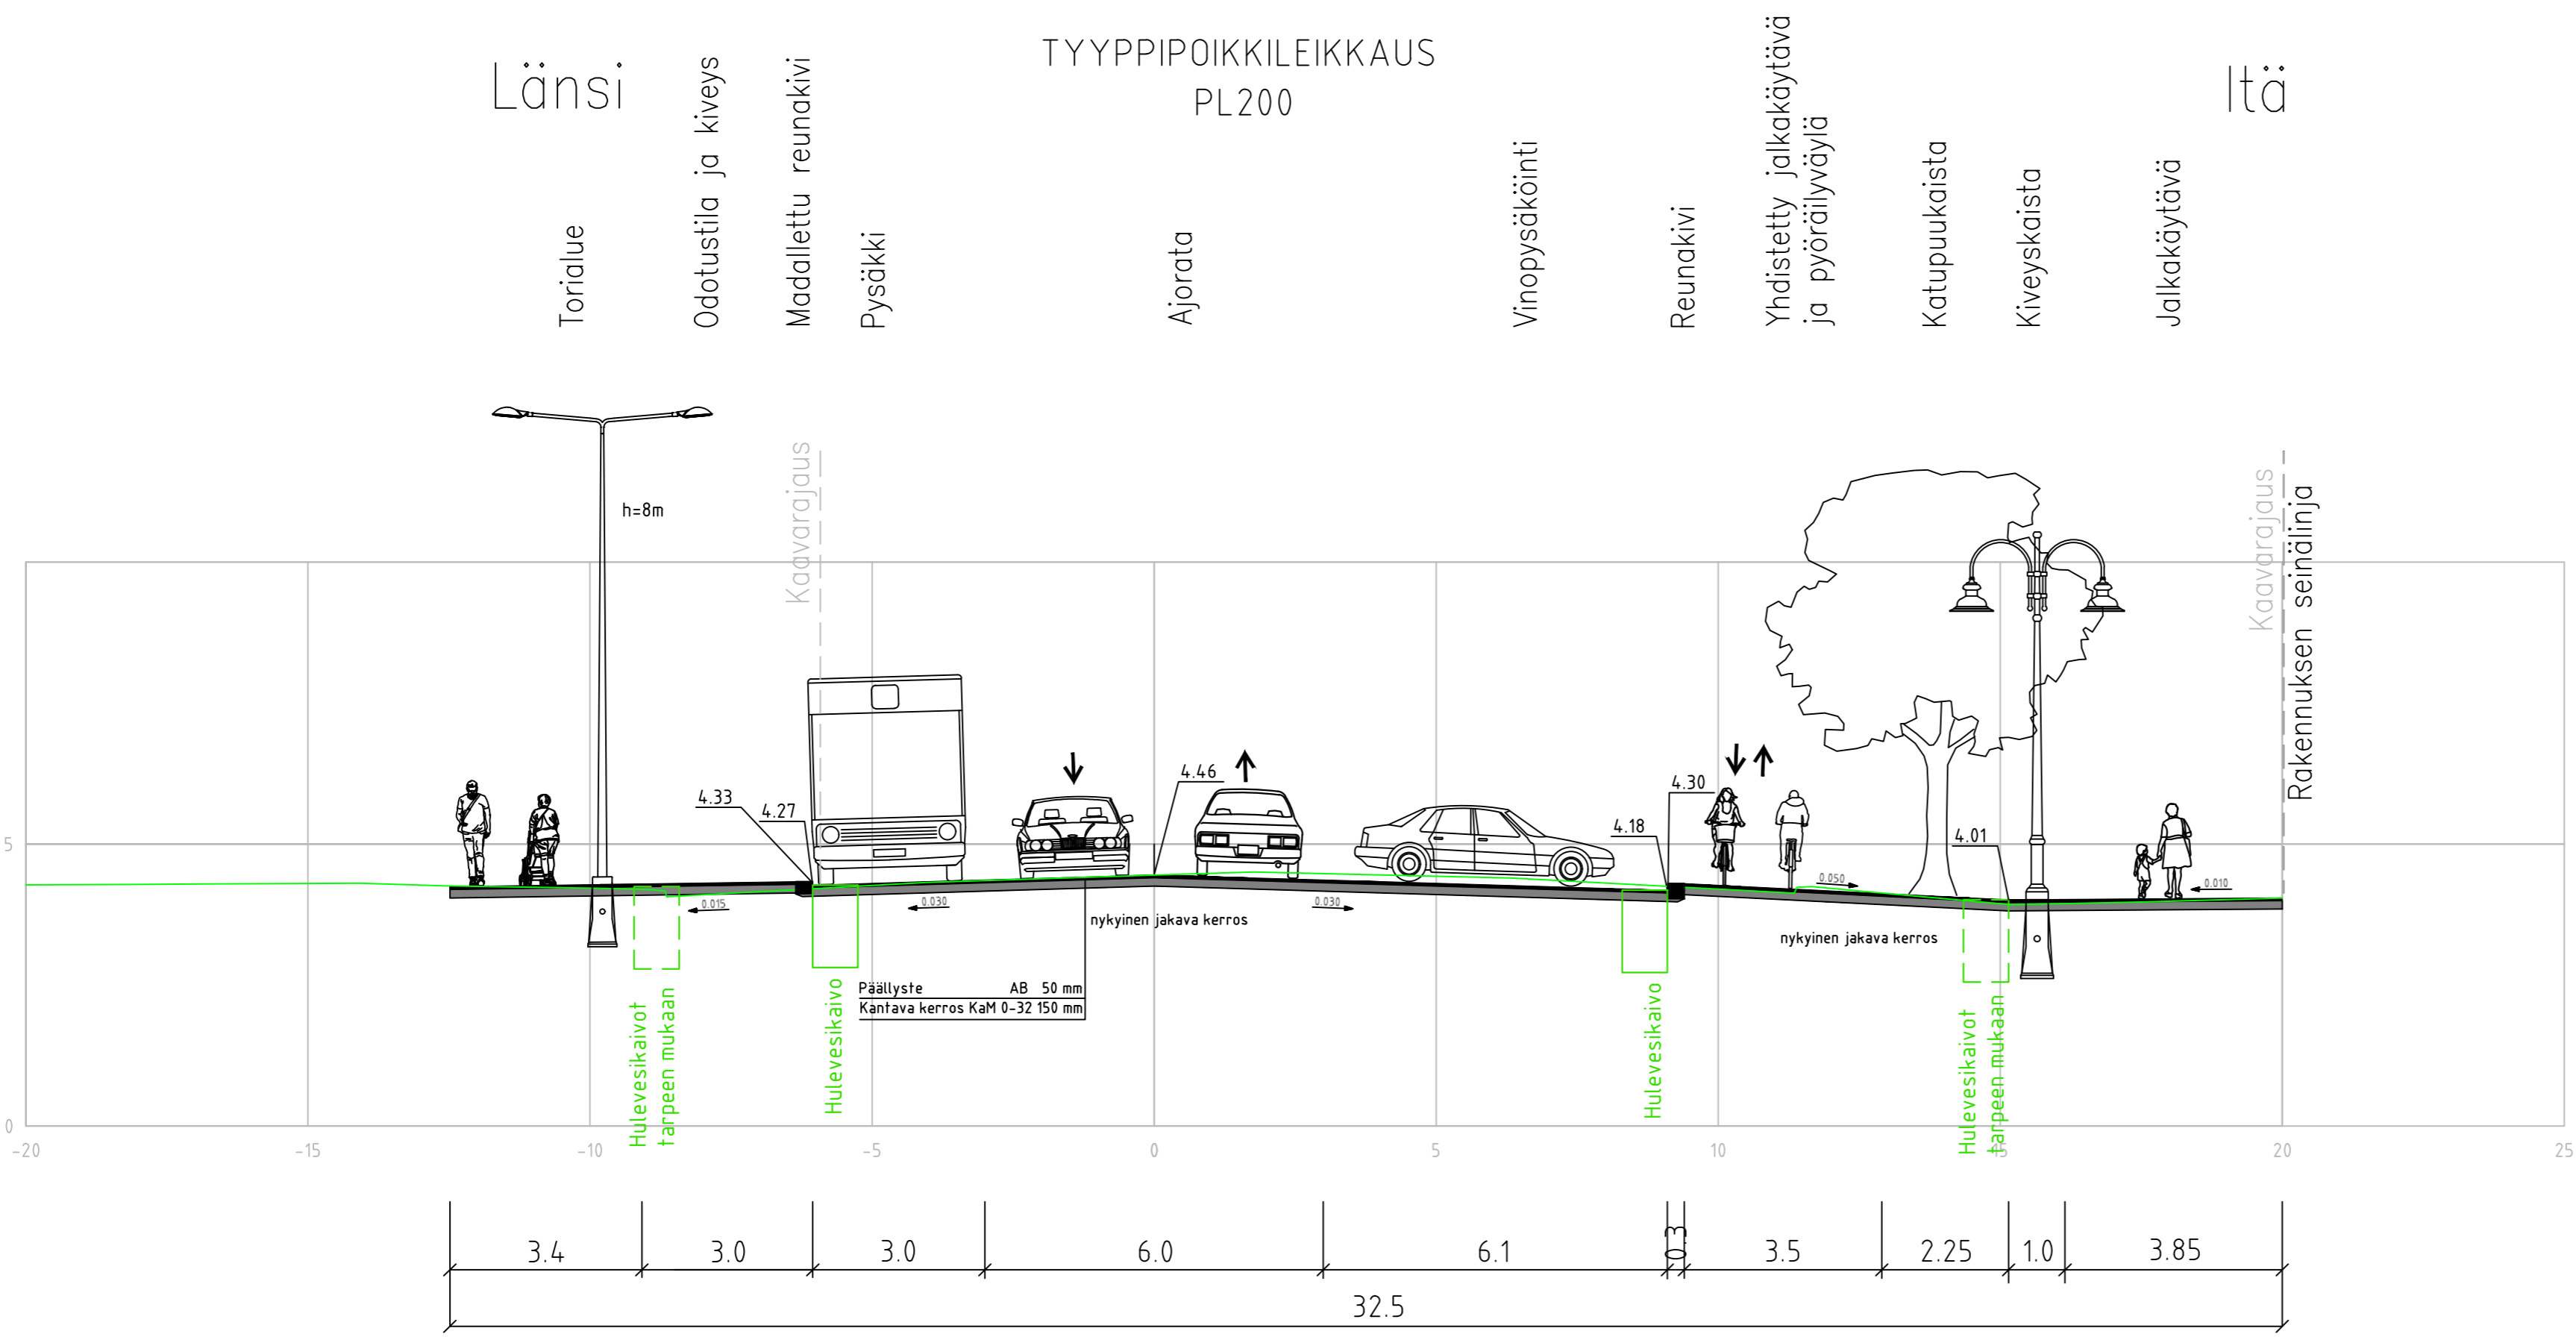 TYYPPIPOIKKILEIKKAUS
PL200
Länsi
Itä
Torialue
Odotustila ja kiveys
Madallettu reunakivi
Pysäkki
Ajorata
Vinopysäköinti
Reunakivi
Yhdistetty jalkakäytävä
ja pyöräilyväylä
Katupuukaista
Kiveyskaista
Jalkakäytävä
h=8m
Kaavarajaus
Kaavarajaus
Rakennuksen seinälinja
4.33
4.27
4.46
4.18
4.30
4.01
5
0.015
0.030
0.030
0.050
0.010
nykyinen jakava kerros
nykyinen jakava kerros
Päällyste AB 50 mm
Kantava kerros KaM 0-32 150 mm
Hulevesikaivot
tarpeen mukaan
Hulevesikaivo
Hulevesikaivo
Hulevesikaivot
tarpeen mukaan
0
-20 -15 -10 -5 0 5 10 15 20 25
3.4 3.0 3.0 6.0 6.1 0.3 3.5 2.25 1.0 3.85
32.5